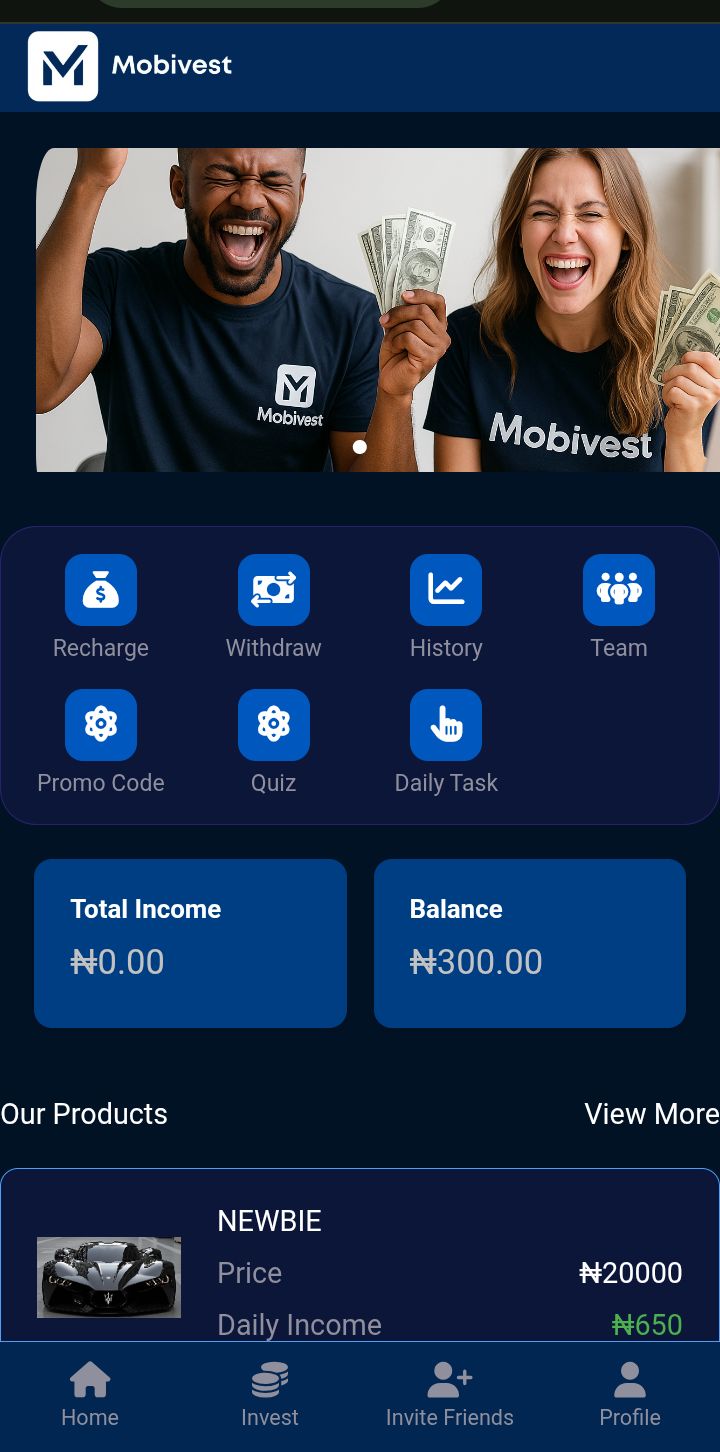 Mobivest
Mobivest
Mobivest
Recharge
Withdraw
History
Team
Promo Code
Quiz
Daily Task
Total Income
₦0.00
Balance
₦300.00
Our Products
View More
NEWBIE
Price
₦20000
Daily Income
₦650
Home
Invest
Invite Friends
Profile